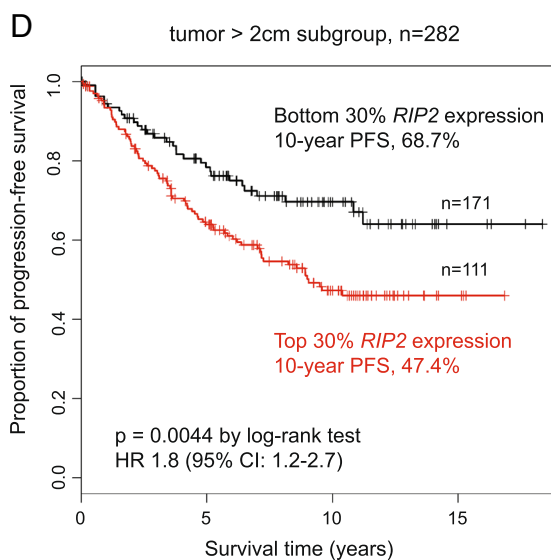 D
tumor > 2cm subgroup, n=282
Proportion of progression-free survival
1.0
0.8
0.6
0.4
0.2
0.0
Bottom 30% RIP2 expression
10-year PFS, 68.7%
n=171
n=111
Top 30% RIP2 expression
10-year PFS, 47.4%
p = 0.0044 by log-rank test
HR 1.8 (95% CI: 1.2-2.7)
0 5 10 15
Survival time (years)